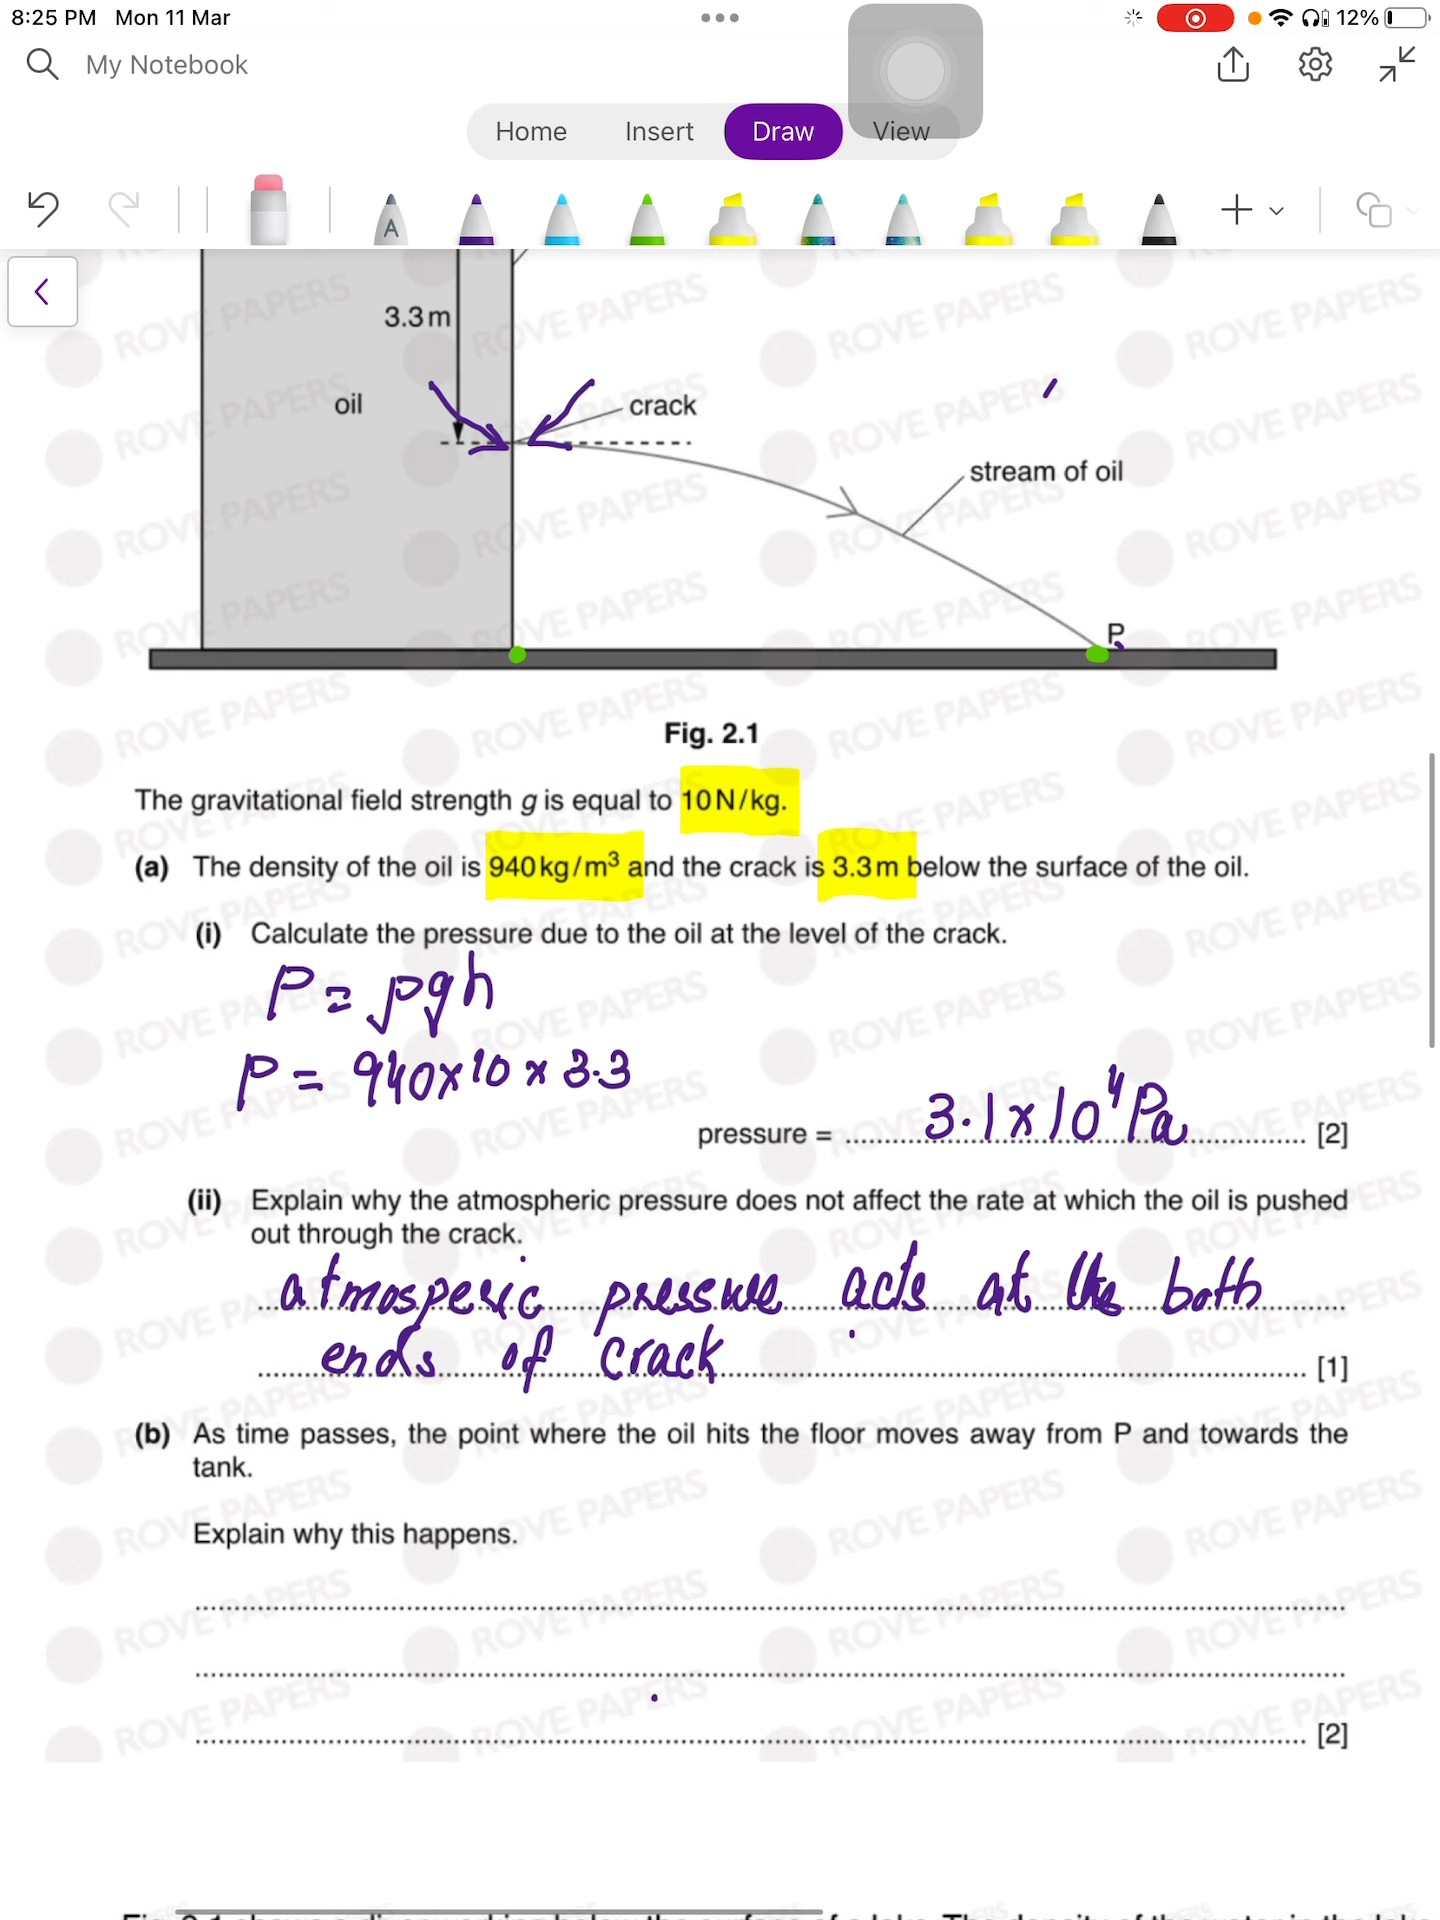 8:25 PM Mon 11 Mar
12%
My Notebook
Home Insert Draw View
A
3.3 m
oil
crack
stream of oil
P
Fig. 2.1
The gravitational field strength g is equal to 10 N/kg.
(a) The density of the oil is 940 kg/m³ and the crack is 3.3 m below the surface of the oil.
(i) Calculate the pressure due to the oil at the level of the crack.
P = ρgh
P = 940x10 x 3.3
pressure = 3.1 x 10⁴ Pa [2]
(ii) Explain why the atmospheric pressure does not affect the rate at which the oil is pushed
out through the crack.
atmosperic pressure acts at the both
ends of crack [1]
(b) As time passes, the point where the oil hits the floor moves away from P and towards the
tank.
Explain why this happens.
[2]
ROVE PAPERS